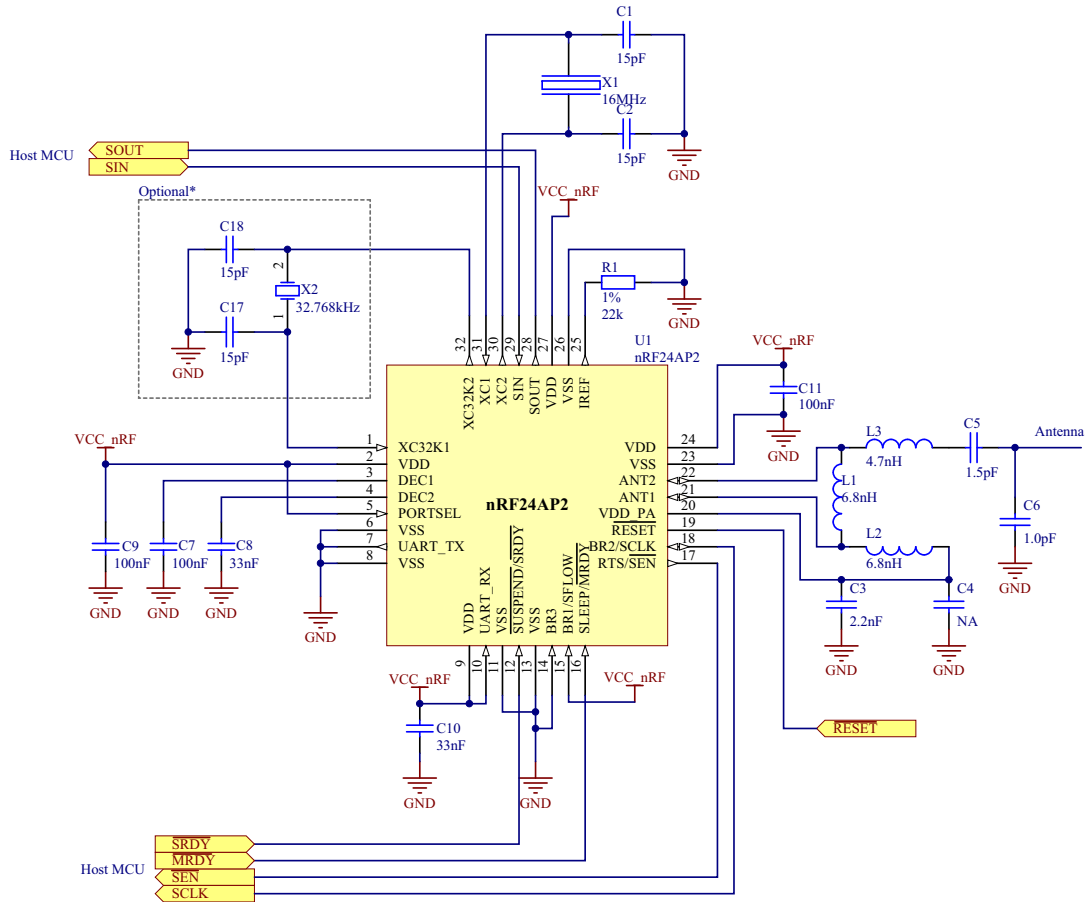 C1
15pF
X1
16MHz
C2
15pF
GND
Host MCU
SOUT
SIN
VCC_nRF
Optional*
C18
15pF
2
X2
32.768kHz
C17
1
15pF
GND
R1
1%
22k
GND
U1
nRF24AP2
VCC_nRF
C11
100nF
GND
32
31
30
29
28
27
26
25
XC32K2
XC1
XC2
SIN
SOUT
VDD
VSS
IREF
VCC_nRF
1 XC32K1
2 VDD
3 DEC1
4 DEC2
5 PORTSEL
6 VSS
7 UART_TX
8 VSS
nRF24AP2
VDD 24
VSS 23
ANT2 22
ANT1 21
VDD_PA 20
RESET 19
BR2/SCLK 18
RTS/SEN 17
L3
4.7nH
C5
1.5pF
Antenna
L1
6.8nH
L2
6.8nH
C6
1.0pF
GND
C9
100nF
GND
C7
100nF
GND
C8
33nF
GND
GND
C3
2.2nF
GND
C4
NA
GND
VDD
UART_RX
VSS
SUSPEND/SRDY
VSS
BR3
BR1/SFLOW
SLEEP/MRDY
9
10
11
12
13
14
15
16
VCC_nRF
VCC_nRF
C10
33nF
GND
GND
RESET
Host MCU
SRDY
MRDY
SEN
SCLK